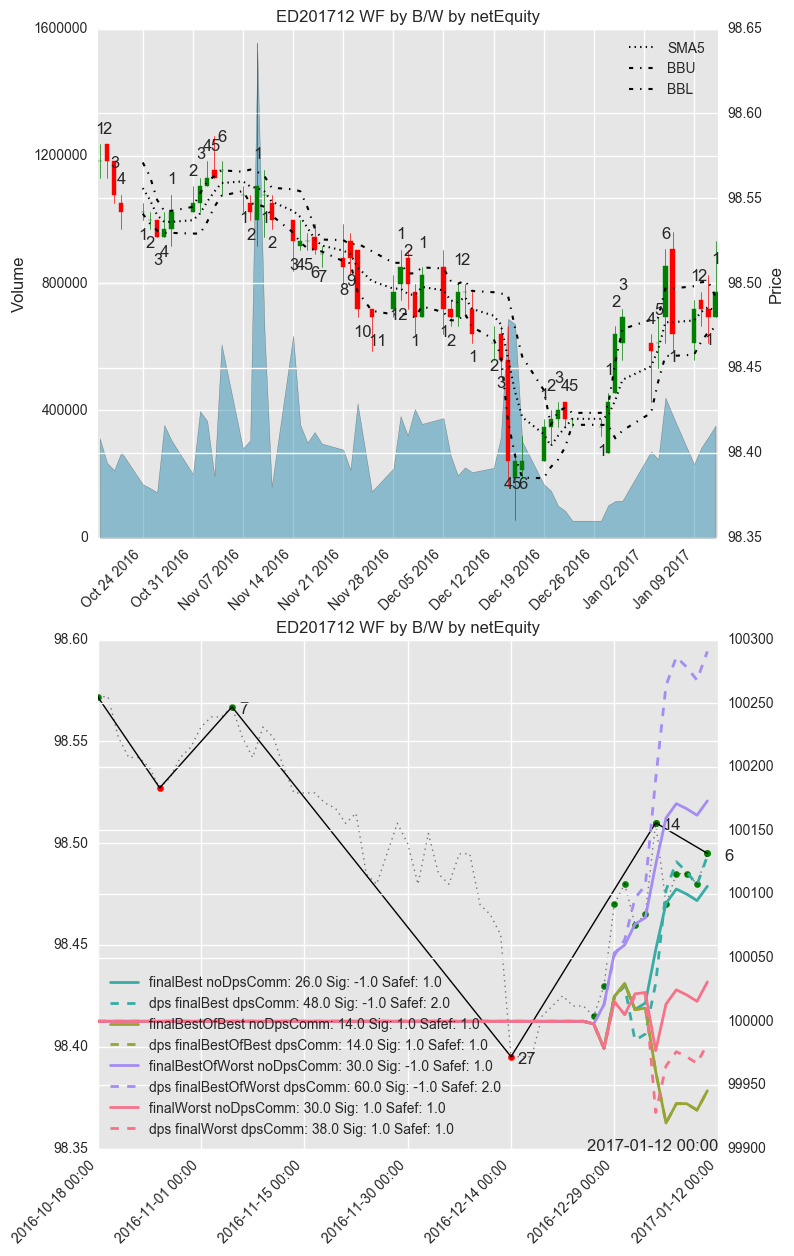 ED201712 WF by B/W by netEquity
1600000
1200000
800000
400000
0
Volume
98.65
98.60
98.55
98.50
98.45
98.40
98.35
Price
SMA5
BBU
BBL
Oct 24 2016
Oct 31 2016
Nov 07 2016
Nov 14 2016
Nov 21 2016
Nov 28 2016
Dec 05 2016
Dec 12 2016
Dec 19 2016
Dec 26 2016
Jan 02 2017
Jan 09 2017
ED201712 WF by B/W by netEquity
98.60
98.55
98.50
98.45
98.40
98.35
100300
100250
100200
100150
100100
100050
100000
99950
99900
7
14
6
27
finalBest noDpsComm: 26.0 Sig: -1.0 Safef: 1.0
dps finalBest dpsComm: 48.0 Sig: -1.0 Safef: 2.0
finalBestOfBest noDpsComm: 14.0 Sig: 1.0 Safef: 1.0
dps finalBestOfBest dpsComm: 14.0 Sig: 1.0 Safef: 1.0
finalBestOfWorst noDpsComm: 30.0 Sig: -1.0 Safef: 1.0
dps finalBestOfWorst dpsComm: 60.0 Sig: -1.0 Safef: 2.0
finalWorst noDpsComm: 30.0 Sig: 1.0 Safef: 1.0
dps finalWorst dpsComm: 38.0 Sig: 1.0 Safef: 1.0
2017-01-12 00:00
2016-10-18 00:00
2016-11-01 00:00
2016-11-15 00:00
2016-11-30 00:00
2016-12-14 00:00
2016-12-29 00:00
2017-01-12 00:00